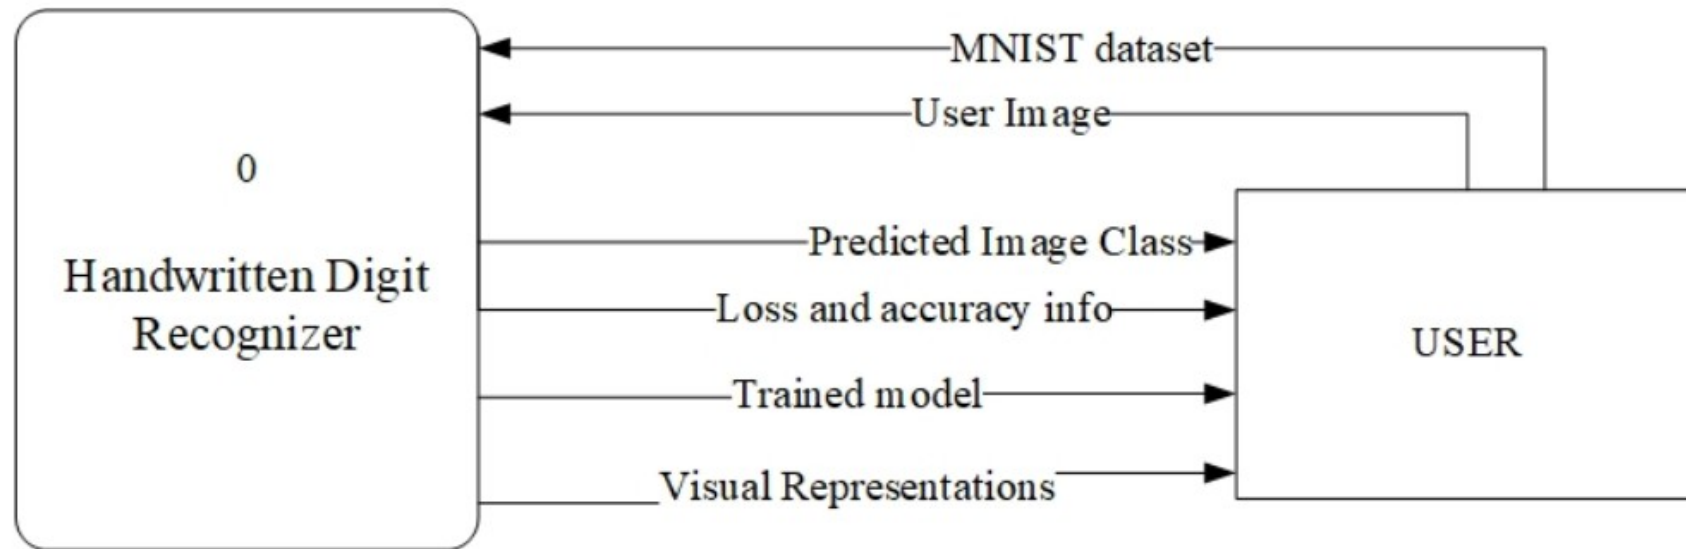 MNIST dataset
User Image
0
Handwritten Digit
Recognizer
Predicted Image Class
Loss and accuracy info
Trained model
Visual Representations
USER